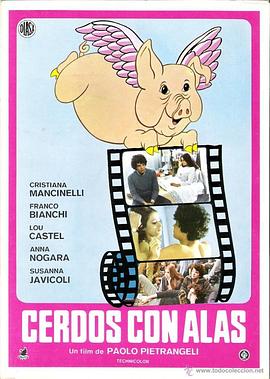 DIASA
CRISTIANA
MANCINELLI
FRANCO
BIANCHI
LOU
CASTEL
ANNA
NOGARA
SUSANNA
JAVICOLI
CERDOS CON ALAS
Un film de PAOLO PIETRANGELI
TECHNICOLOR
© www.todocoleccion.net